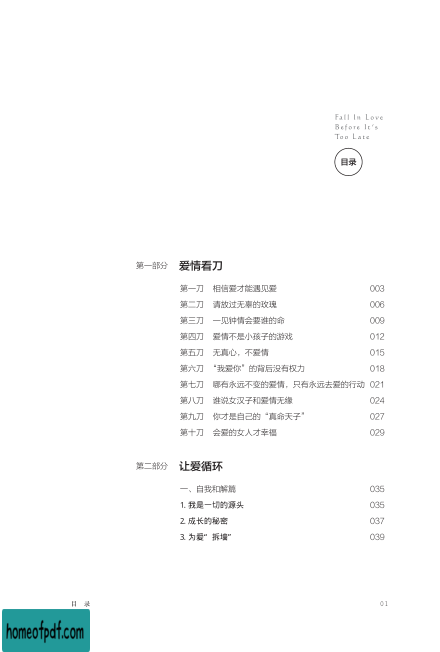 Fall In Love
Before It's
Too Late
目录
第一部分 爱情看刀
第一刀 相信爱才能遇见爱 003
第二刀 请放过无辜的玫瑰 006
第三刀 一见钟情会要谁的命 009
第四刀 爱情不是小孩子的游戏 012
第五刀 无真心，不爱情 015
第六刀 “我爱你”的背后没有权力 018
第七刀 哪有永远不变的爱情，只有永远去爱的行动 021
第八刀 谁说女汉子和爱情无缘 024
第九刀 你才是自己的“真命天子” 027
第十刀 会爱的女人才幸福 029
第二部分 让爱循环
一、自我和解篇 035
1. 我是一切的源头 035
2. 成长的秘密 037
3. 为爱“拆墙” 039
目 录 01
homeofpdf.com